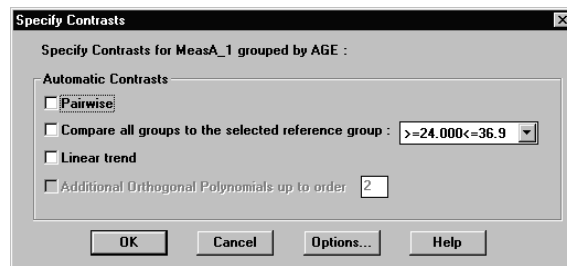 Specify Contrasts
Specify Contrasts for MeasA_1 grouped by AGE :
Automatic Contrasts
Pairwise
Compare all groups to the selected reference group : >=24.000<=36.9
Linear trend
Additional Orthogonal Polynomials up to order 2
OK Cancel Options... Help